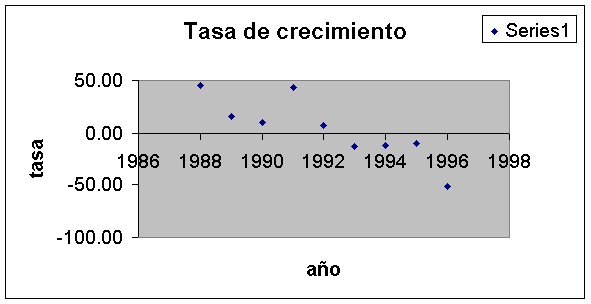 Tasa de crecimiento
Series1
50.00
0.00
-50.00
-100.00
1986 1988 1990 1992 1994 1996 1998
tasa
año